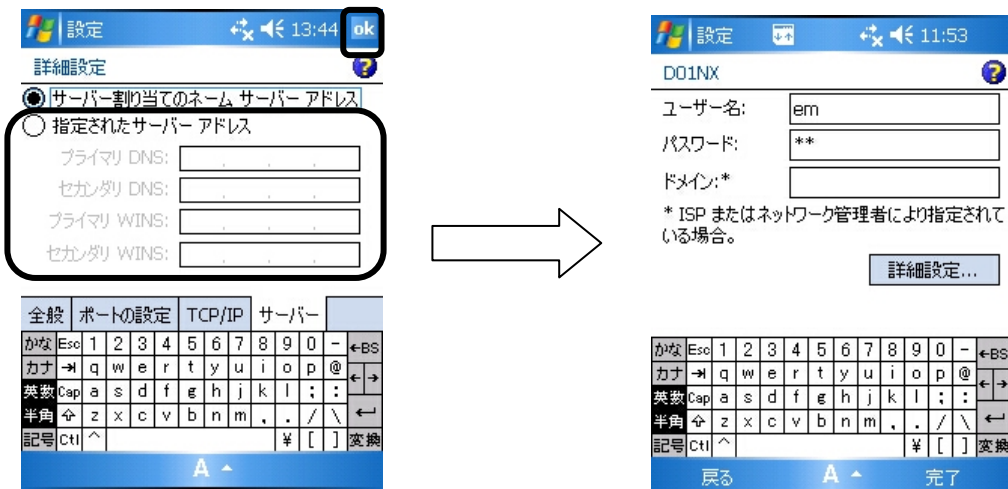 設定 13:44 ok
詳細設定
サーバー割り当てのネーム サーバー アドレス
指定されたサーバー アドレス
プライマリ DNS: . . .
セカンダリ DNS: . . .
プライマリ WINS: . . .
セカンダリ WINS: . . .
全般 ポートの設定 TCP/IP サーバー
かな Esc 1 2 3 4 5 6 7 8 9 0 - ←BS
カナ →| q w e r t y u i o p @
英数 Cap a s d f g h j k l ; : ← →
半角 ⇧ z x c v b n m , . / \ ↵
記号 Ctl ^ ¥ [ ] 変換
A
設定 11:53
D01NX
ユーザー名: em
パスワード: **
ドメイン:*
* ISP またはネットワーク管理者により指定されて
いる場合。
詳細設定...
かな Esc 1 2 3 4 5 6 7 8 9 0 - ←BS
カナ →| q w e r t y u i o p @
英数 Cap a s d f g h j k l ; : ← →
半角 ⇧ z x c v b n m , . / \ ↵
記号 Ctl ^ ¥ [ ] 変換
戻る A 完了